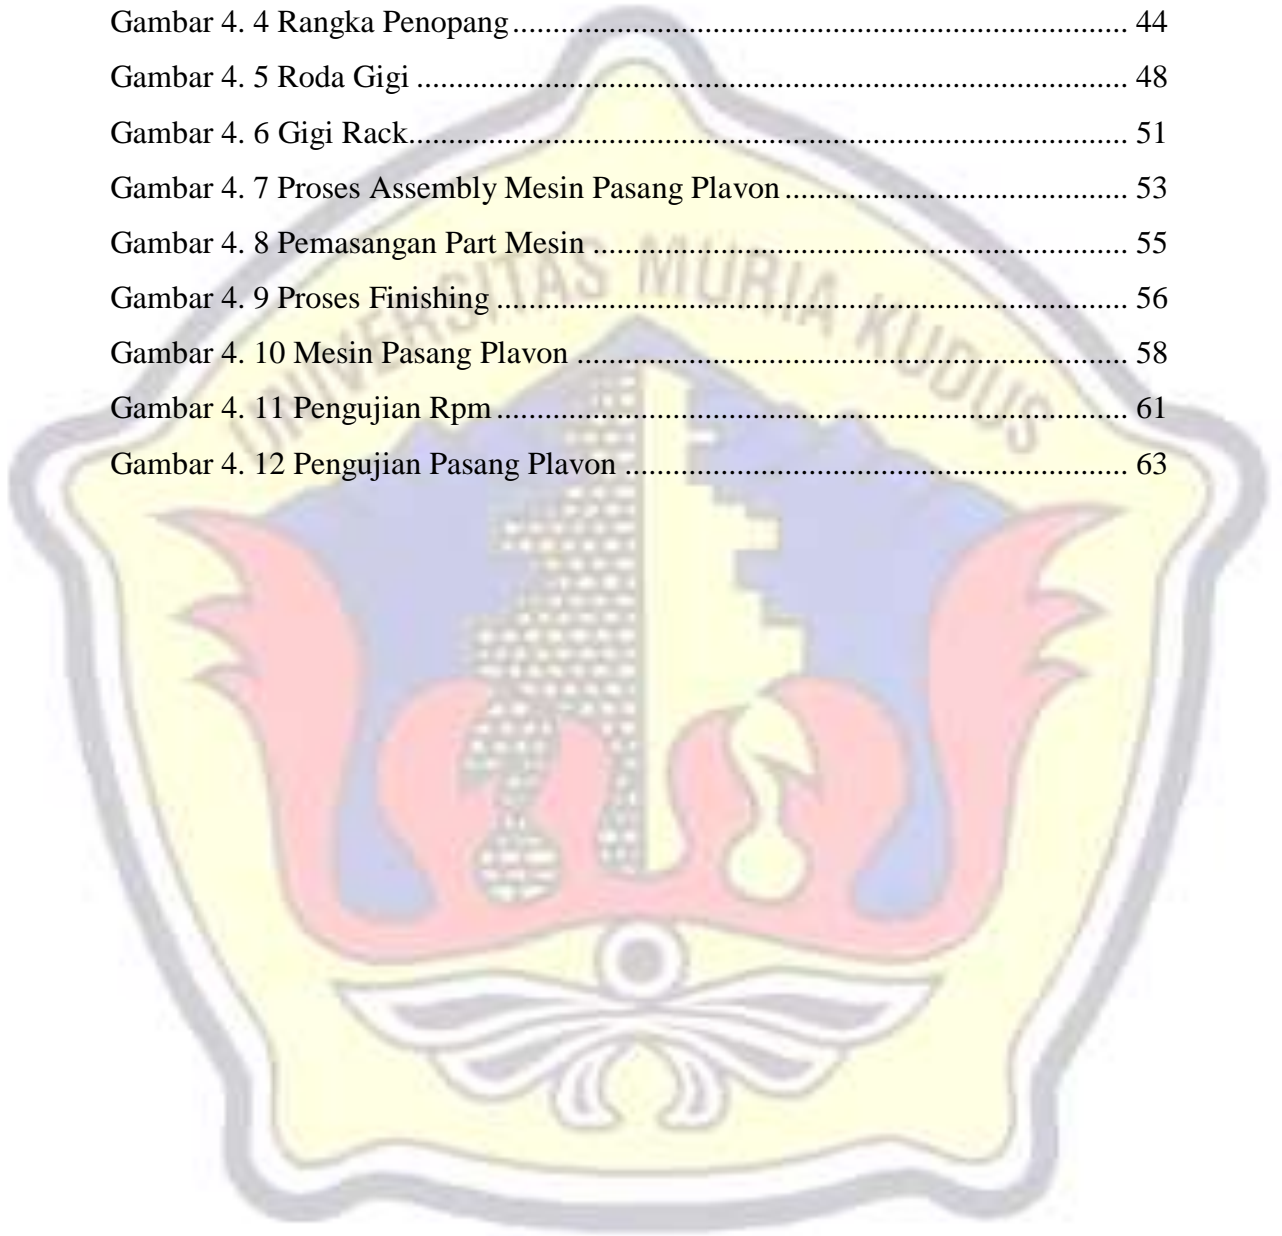 Gambar 4. 4 Rangka Penopang............................................................................. 44
Gambar 4. 5 Roda Gigi ......................................................................................... 48
Gambar 4. 6 Gigi Rack.......................................................................................... 51
Gambar 4. 7 Proses Assembly Mesin Pasang Plavon........................................... 53
Gambar 4. 8 Pemasangan Part Mesin ................................................................... 55
Gambar 4. 9 Proses Finishing ............................................................................... 56
Gambar 4. 10 Mesin Pasang Plavon ..................................................................... 58
Gambar 4. 11 Pengujian Rpm ............................................................................... 61
Gambar 4. 12 Pengujian Pasang Plavon ............................................................... 63
UNIVERSITAS MURIA KUDUS